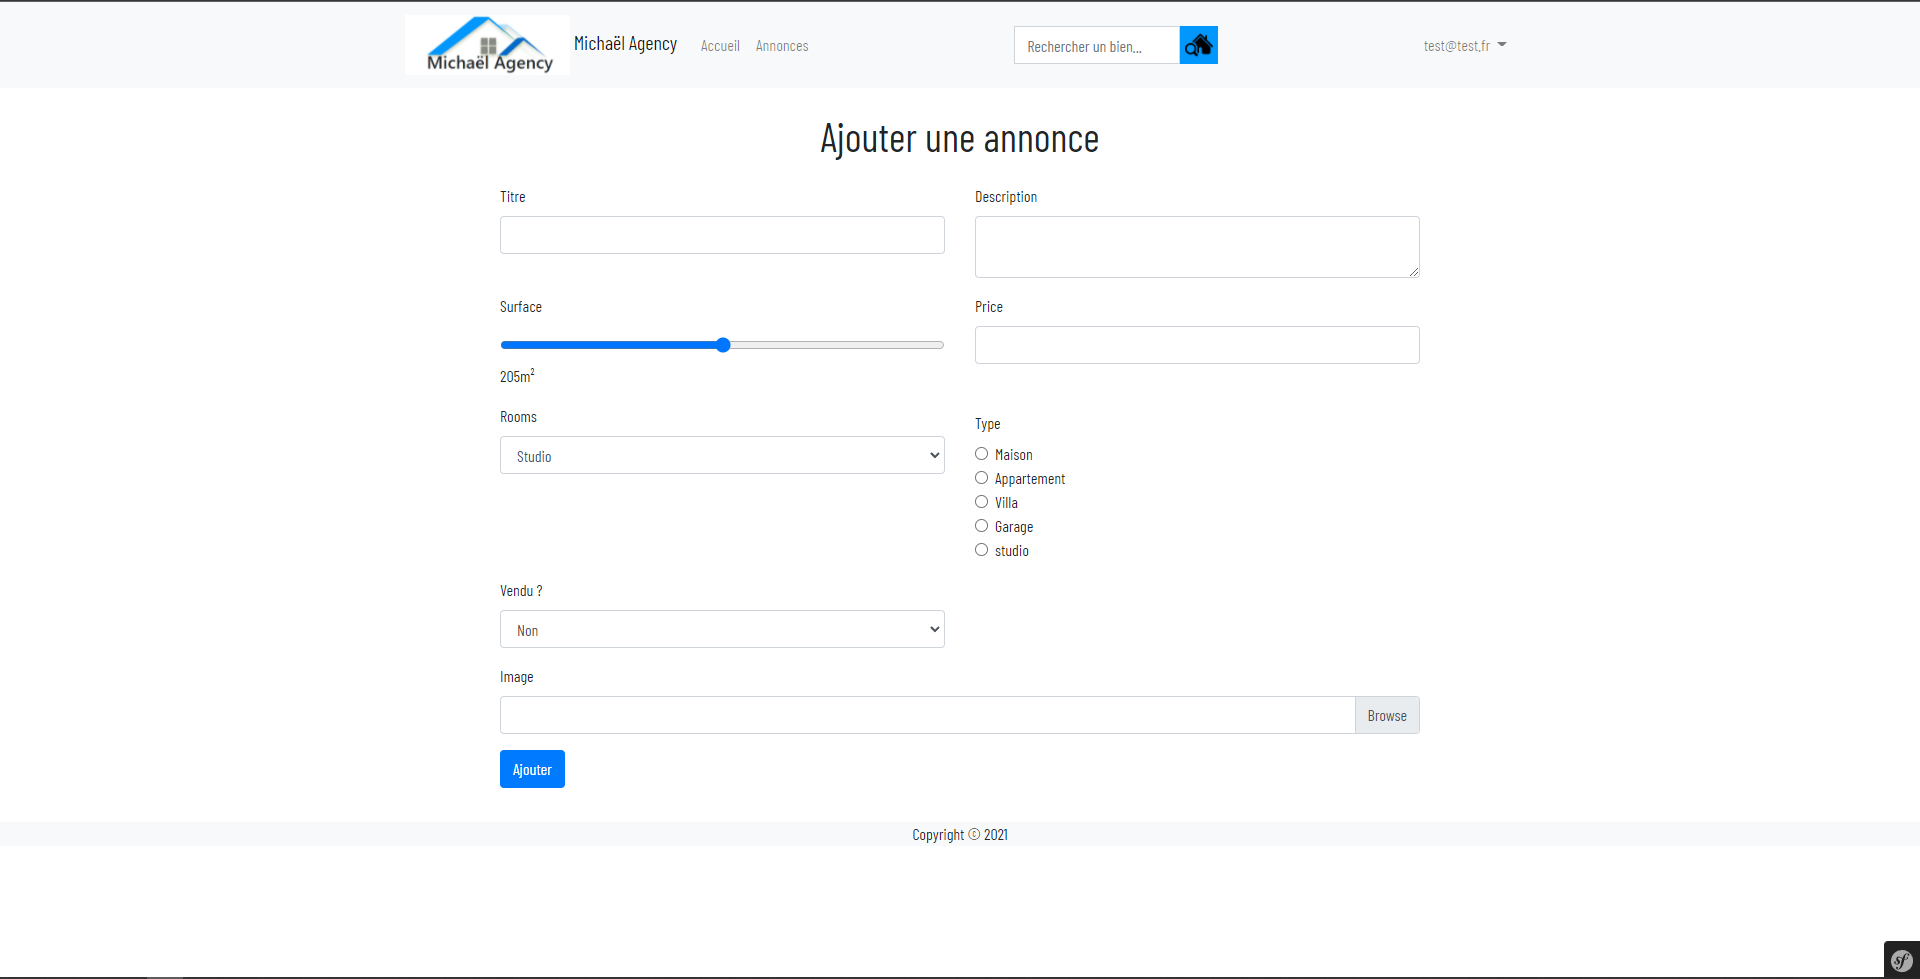 Michaël Agency
Michaël Agency
Accueil
Annonces
Rechercher un bien...
test@test.fr
Ajouter une annonce
Titre
Description
Surface
Price
205m²
Rooms
Type
Studio
Maison
Appartement
Villa
Garage
studio
Vendu ?
Non
Image
Browse
Ajouter
Copyright © 2021
sf